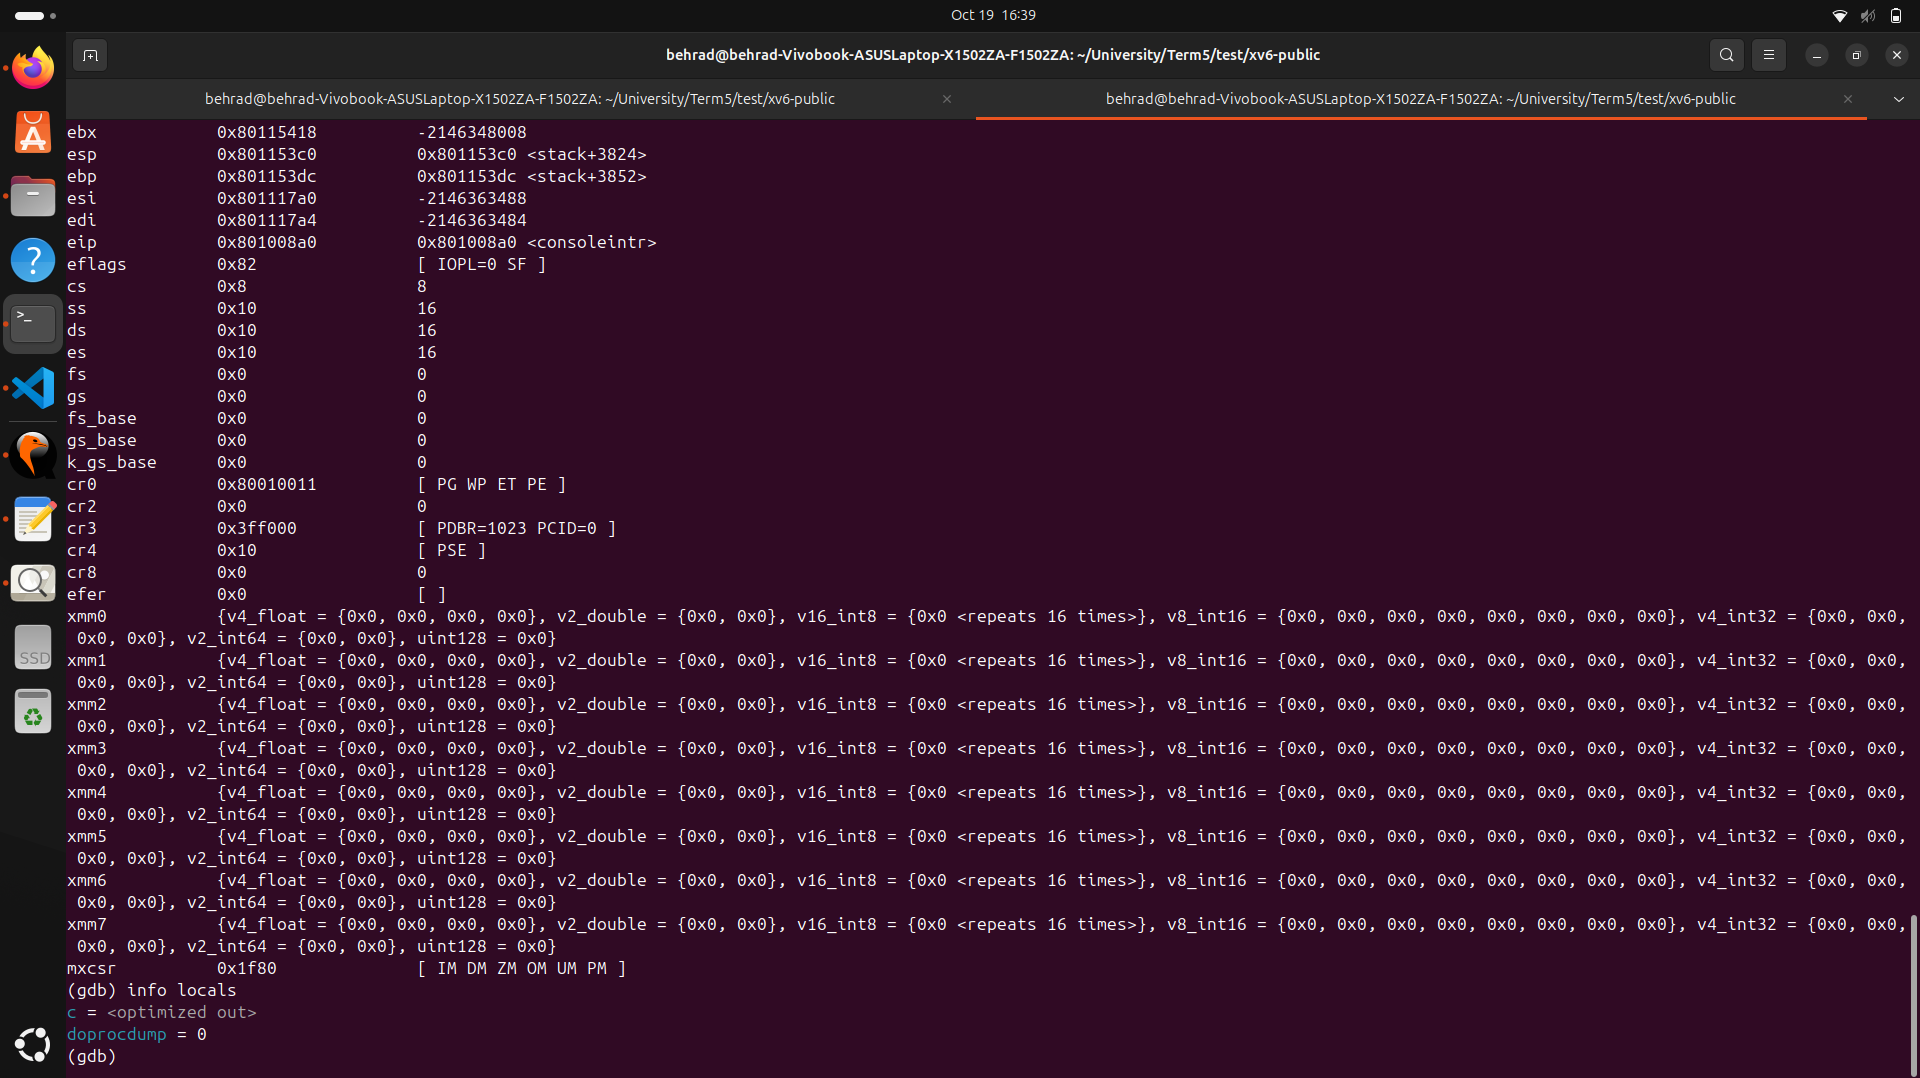 Oct 19 16:39
behrad@behrad-Vivobook-ASUSLaptop-X1502ZA-F1502ZA: ~/University/Term5/test/xv6-public
behrad@behrad-Vivobook-ASUSLaptop-X1502ZA-F1502ZA: ~/University/Term5/test/xv6-public
behrad@behrad-Vivobook-ASUSLaptop-X1502ZA-F1502ZA: ~/University/Term5/test/xv6-public
ebx 0x80115418 -2146348008
esp 0x801153c0 0x801153c0 <stack+3824>
ebp 0x801153dc 0x801153dc <stack+3852>
esi 0x801117a0 -2146363488
edi 0x801117a4 -2146363484
eip 0x801008a0 0x801008a0 <consoleintr>
eflags 0x82 [ IOPL=0 SF ]
cs 0x8 8
ss 0x10 16
ds 0x10 16
es 0x10 16
fs 0x0 0
gs 0x0 0
fs_base 0x0 0
gs_base 0x0 0
k_gs_base 0x0 0
cr0 0x80010011 [ PG WP ET PE ]
cr2 0x0 0
cr3 0x3ff000 [ PDBR=1023 PCID=0 ]
cr4 0x10 [ PSE ]
cr8 0x0 0
efer 0x0 [ ]
xmm0 {v4_float = {0x0, 0x0, 0x0, 0x0}, v2_double = {0x0, 0x0}, v16_int8 = {0x0 <repeats 16 times>}, v8_int16 = {0x0, 0x0, 0x0, 0x0, 0x0, 0x0, 0x0, 0x0}, v4_int32 = {0x0, 0x0,
0x0, 0x0}, v2_int64 = {0x0, 0x0}, uint128 = 0x0}
xmm1 {v4_float = {0x0, 0x0, 0x0, 0x0}, v2_double = {0x0, 0x0}, v16_int8 = {0x0 <repeats 16 times>}, v8_int16 = {0x0, 0x0, 0x0, 0x0, 0x0, 0x0, 0x0, 0x0}, v4_int32 = {0x0, 0x0,
0x0, 0x0}, v2_int64 = {0x0, 0x0}, uint128 = 0x0}
xmm2 {v4_float = {0x0, 0x0, 0x0, 0x0}, v2_double = {0x0, 0x0}, v16_int8 = {0x0 <repeats 16 times>}, v8_int16 = {0x0, 0x0, 0x0, 0x0, 0x0, 0x0, 0x0, 0x0}, v4_int32 = {0x0, 0x0,
0x0, 0x0}, v2_int64 = {0x0, 0x0}, uint128 = 0x0}
xmm3 {v4_float = {0x0, 0x0, 0x0, 0x0}, v2_double = {0x0, 0x0}, v16_int8 = {0x0 <repeats 16 times>}, v8_int16 = {0x0, 0x0, 0x0, 0x0, 0x0, 0x0, 0x0, 0x0}, v4_int32 = {0x0, 0x0,
0x0, 0x0}, v2_int64 = {0x0, 0x0}, uint128 = 0x0}
xmm4 {v4_float = {0x0, 0x0, 0x0, 0x0}, v2_double = {0x0, 0x0}, v16_int8 = {0x0 <repeats 16 times>}, v8_int16 = {0x0, 0x0, 0x0, 0x0, 0x0, 0x0, 0x0, 0x0}, v4_int32 = {0x0, 0x0,
0x0, 0x0}, v2_int64 = {0x0, 0x0}, uint128 = 0x0}
xmm5 {v4_float = {0x0, 0x0, 0x0, 0x0}, v2_double = {0x0, 0x0}, v16_int8 = {0x0 <repeats 16 times>}, v8_int16 = {0x0, 0x0, 0x0, 0x0, 0x0, 0x0, 0x0, 0x0}, v4_int32 = {0x0, 0x0,
0x0, 0x0}, v2_int64 = {0x0, 0x0}, uint128 = 0x0}
xmm6 {v4_float = {0x0, 0x0, 0x0, 0x0}, v2_double = {0x0, 0x0}, v16_int8 = {0x0 <repeats 16 times>}, v8_int16 = {0x0, 0x0, 0x0, 0x0, 0x0, 0x0, 0x0, 0x0}, v4_int32 = {0x0, 0x0,
0x0, 0x0}, v2_int64 = {0x0, 0x0}, uint128 = 0x0}
xmm7 {v4_float = {0x0, 0x0, 0x0, 0x0}, v2_double = {0x0, 0x0}, v16_int8 = {0x0 <repeats 16 times>}, v8_int16 = {0x0, 0x0, 0x0, 0x0, 0x0, 0x0, 0x0, 0x0}, v4_int32 = {0x0, 0x0,
0x0, 0x0}, v2_int64 = {0x0, 0x0}, uint128 = 0x0}
mxcsr 0x1f80 [ IM DM ZM OM UM PM ]
(gdb) info locals
c = <optimized out>
doprocdump = 0
(gdb)
SSD